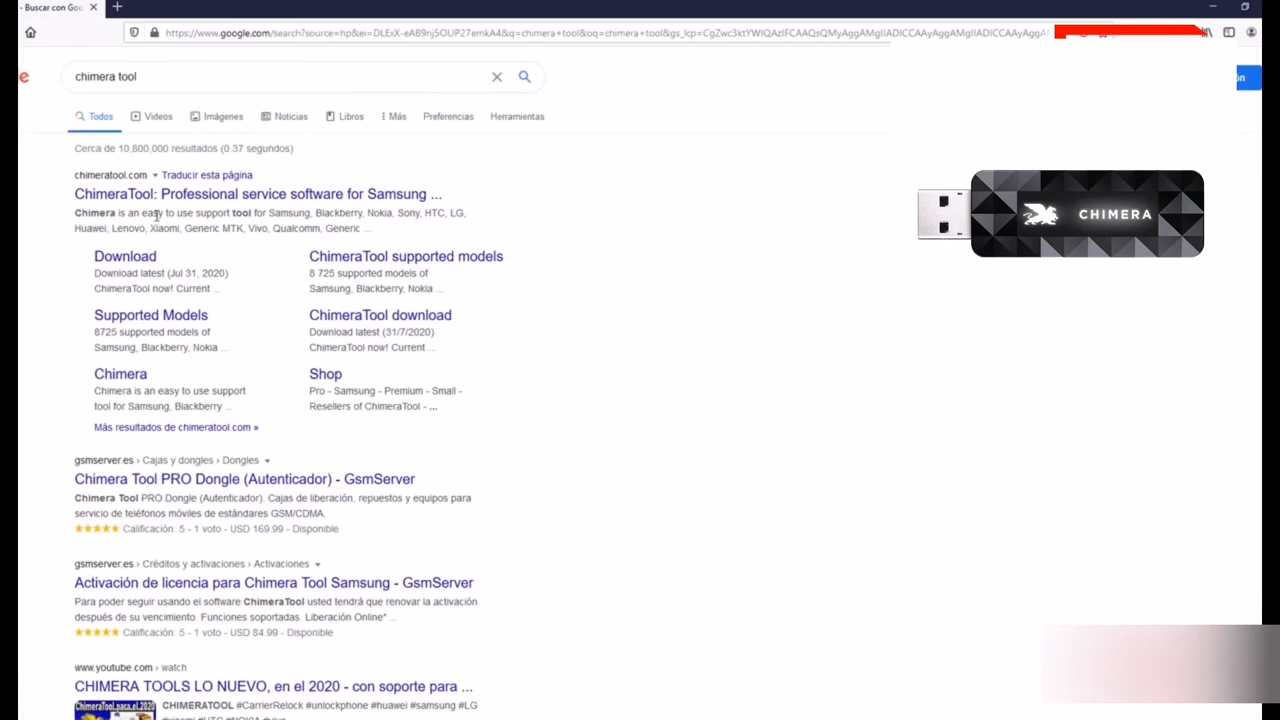 - Buscar con Goo
https://www.google.com/search?source=hp&ei=DLExX-eAB9nj5OUP27emkA4&q=chimera+tool&oq=chimera+tool&gs_lcp=
e
chimera tool
ón
Todos Videos Imágenes Noticias Libros Más Preferencias Herramientas
Cerca de 10,800,000 resultados (0.37 segundos)
chimeratool.com Traducir esta página
ChimeraTool: Professional service software for Samsung ...
Chimera is an easy to use support tool for Samsung, Blackberry, Nokia, Sony, HTC, LG,
Huawei, Lenovo, Xiaomi, Generic MTK, Vivo, Qualcomm, Generic ...
CHIMERA
Download
Download latest (Jul 31, 2020)
ChimeraTool now! Current ...
ChimeraTool supported models
8 725 supported models of
Samsung, Blackberry, Nokia ...
Supported Models
8725 supported models of
Samsung, Blackberry, Nokia ...
ChimeraTool download
Download latest (31/7/2020)
ChimeraTool now! Current ...
Chimera
Chimera is an easy to use support
tool for Samsung, Blackberry ...
Shop
Pro - Samsung - Premium - Small -
Resellers of ChimeraTool - ...
Más resultados de chimeratool.com »
gsmserver.es › Cajas y dongles › Dongles
Chimera Tool PRO Dongle (Autenticador) - GsmServer
Chimera Tool PRO Dongle (Autenticador). Cajas de liberación, repuestos y equipos para
servicio de teléfonos móviles de estándares GSM/CDMA.
Calificación: 5 - 1 voto - USD 169.99 - Disponible
gsmserver.es › Créditos y activaciones › Activaciones
Activación de licencia para Chimera Tool Samsung - GsmServer
Para poder seguir usando el software ChimeraTool usted tendrá que renovar la activación
después de su vencimiento. Funciones soportadas. Liberación Online* ...
Calificación: 5 - 1 voto - USD 84.99 - Disponible
www.youtube.com › watch
CHIMERA TOOLS LO NUEVO, en el 2020 - con soporte para ...
ChimeraTool para el 2020
CHIMERATOOL #CarrierRelock #unlockphone #huawei #samsung #LG